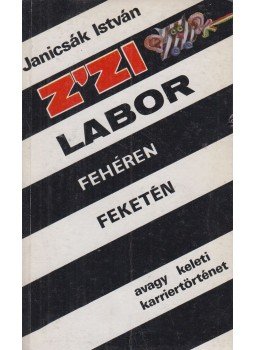 Janicsák István
Z'ZI
LABOR
FEHÉREN
FEKETÉN
avagy keleti
karriertörténet